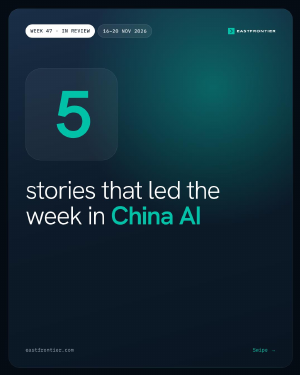 WEEK 47 · IN REVIEW
16–20 NOV 2026
EASTFRONTIER
5
stories that led the
week in China AI
eastfrontier.com
Swipe →